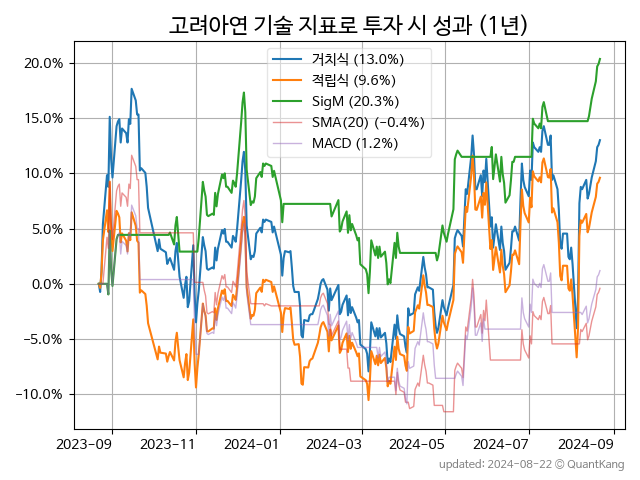 고려아연 기술 지표로 투자 시 성과 (1년)
거치식 (13.0%)
적립식 (9.6%)
SigM (20.3%)
SMA(20) (−0.4%)
MACD (1.2%)
20.0%
15.0%
10.0%
5.0%
0.0%
−5.0%
−10.0%
2023-09 2023-11 2024-01 2024-03 2024-05 2024-07 2024-09
updated: 2024-08-22 © QuantKang